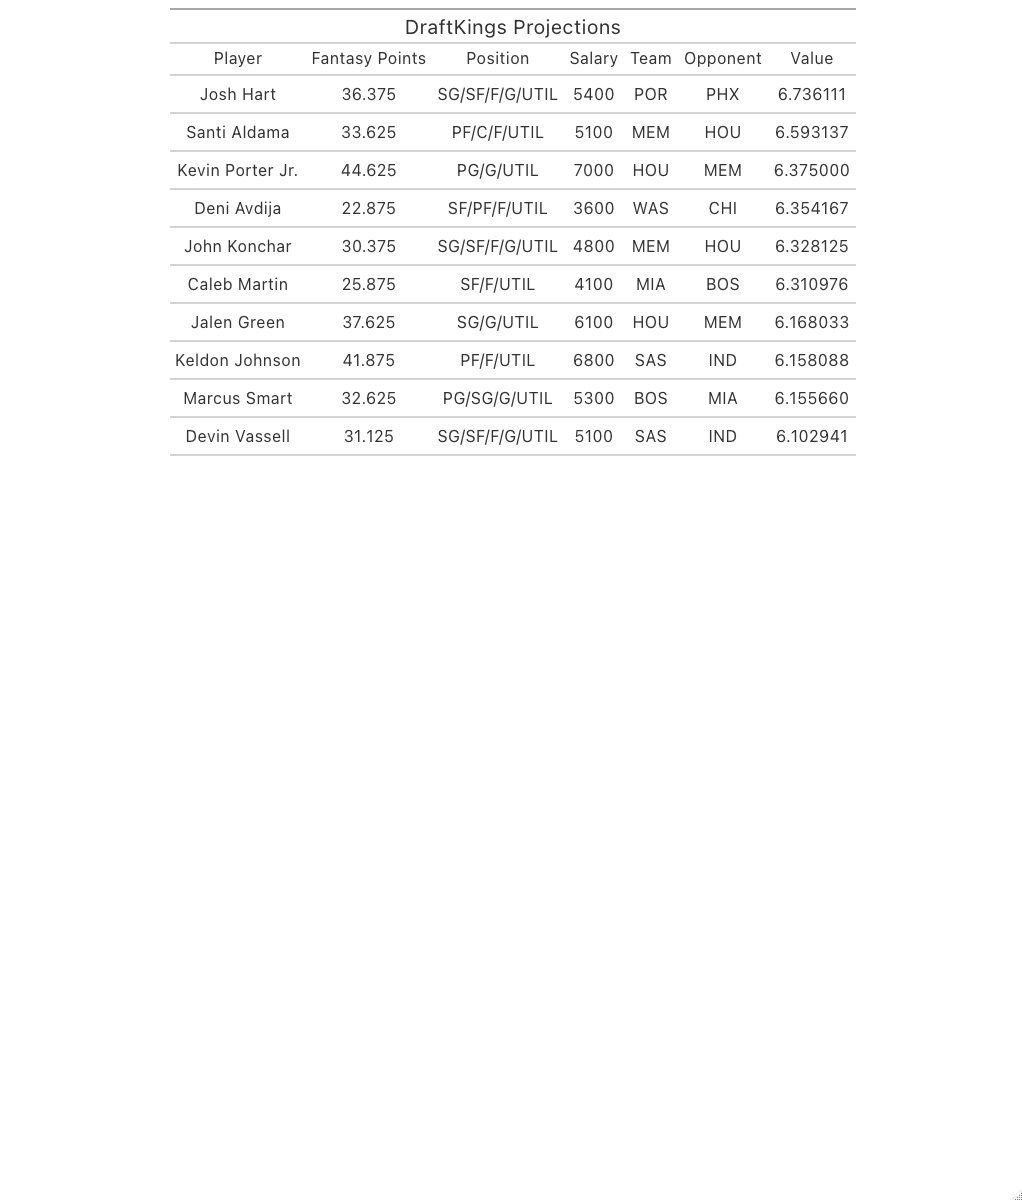 DraftKings Projections
Player Fantasy Points Position Salary Team Opponent Value
Josh Hart 36.375 SG/SF/F/G/UTIL 5400 POR PHX 6.736111
Santi Aldama 33.625 PF/C/F/UTIL 5100 MEM HOU 6.593137
Kevin Porter Jr. 44.625 PG/G/UTIL 7000 HOU MEM 6.375000
Deni Avdija 22.875 SF/PF/F/UTIL 3600 WAS CHI 6.354167
John Konchar 30.375 SG/SF/F/G/UTIL 4800 MEM HOU 6.328125
Caleb Martin 25.875 SF/F/UTIL 4100 MIA BOS 6.310976
Jalen Green 37.625 SG/G/UTIL 6100 HOU MEM 6.168033
Keldon Johnson 41.875 PF/F/UTIL 6800 SAS IND 6.158088
Marcus Smart 32.625 PG/SG/G/UTIL 5300 BOS MIA 6.155660
Devin Vassell 31.125 SG/SF/F/G/UTIL 5100 SAS IND 6.102941